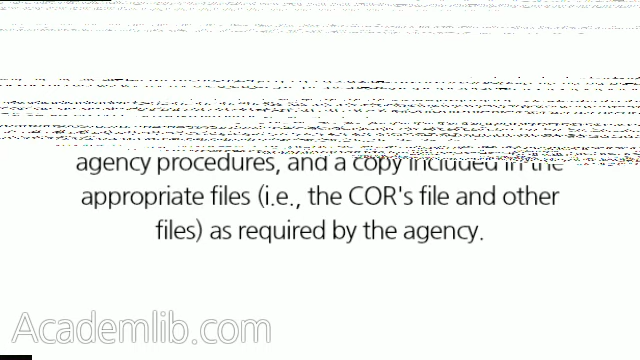 agency procedures, and a copy included in the
appropriate files (i.e., the COR's file and other
files) as required by the agency.
Academlib.com